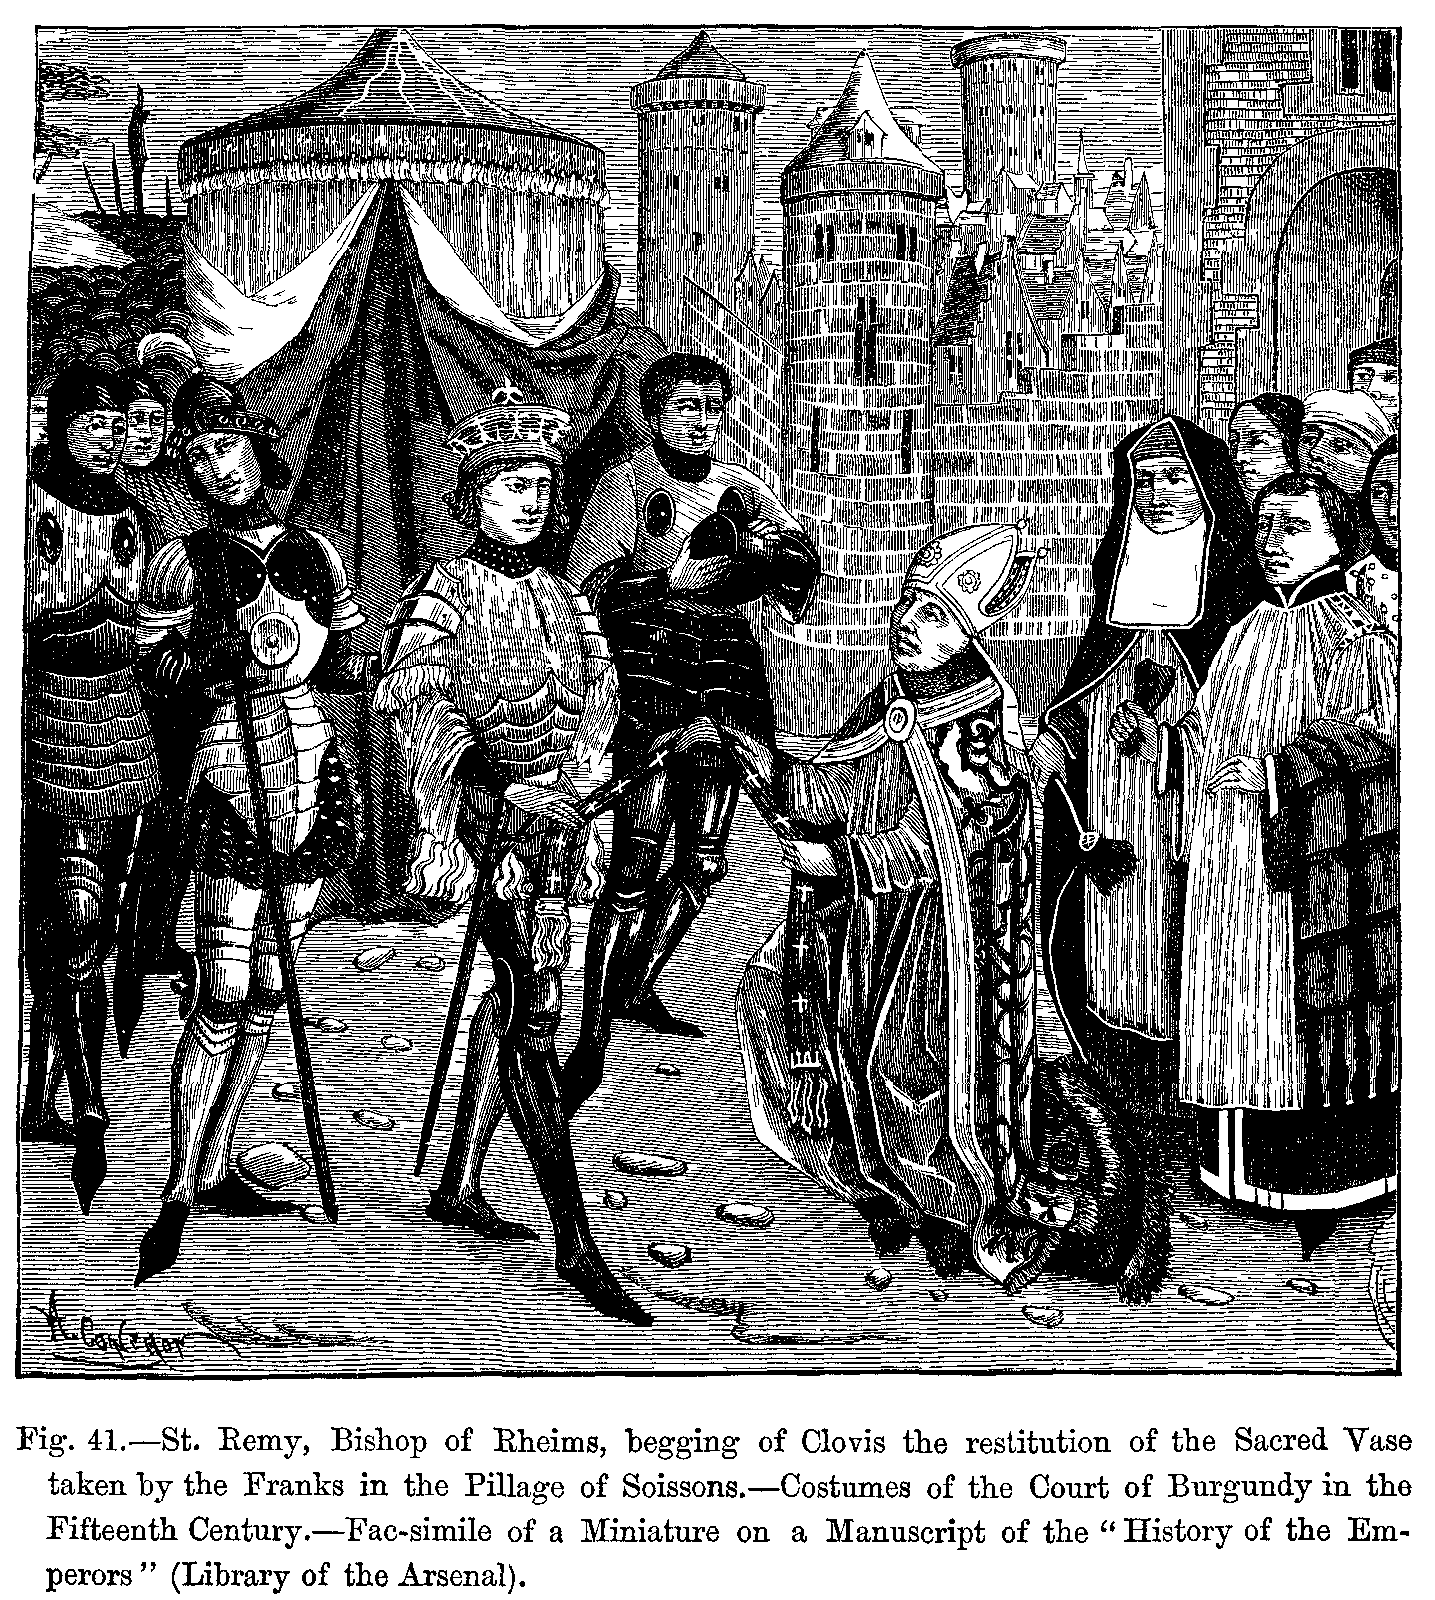 Fig. 41.—St. Remy, Bishop of Rheims, begging of Clovis the restitution of the Sacred Vase
taken by the Franks in the Pillage of Soissons.—Costumes of the Court of Burgundy in the
Fifteenth Century.—Fac-simile of a Miniature on a Manuscript of the “History of the Em-
perors” (Library of the Arsenal).